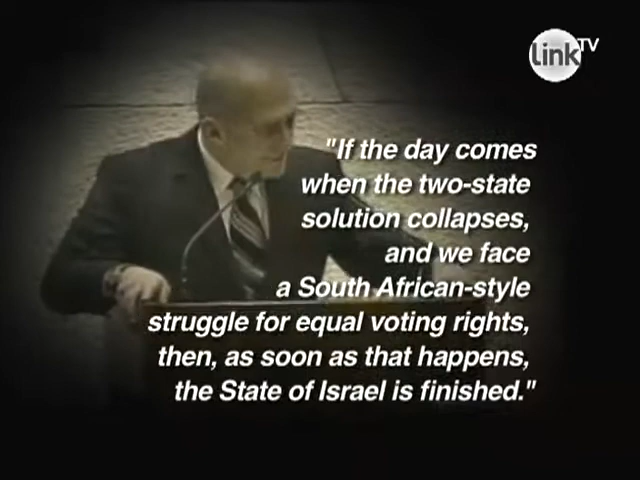 link TV
"If the day comes
when the two-state
solution collapses,
and we face
a South African-style
struggle for equal voting rights,
then, as soon as that happens,
the State of Israel is finished."